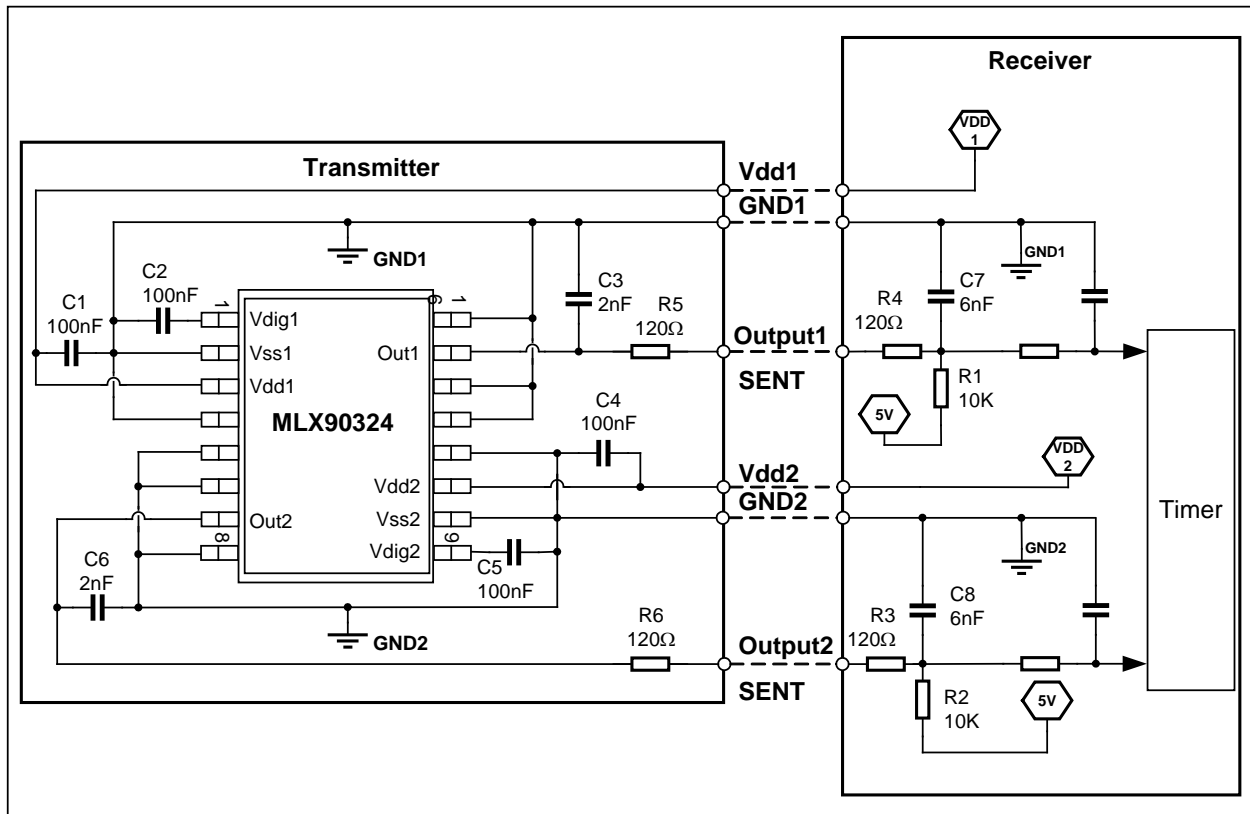 Receiver
VDD
1
Transmitter
Vdd1
GND1
GND1
GND1
C2
100nF
C1
100nF
C3
2nF
R5
120Ω
C7
6nF
R4
120Ω
1
1
6
Vdig1
Vss1
Out1
Output1
SENT
Vdd1
MLX90324
R1
10K
5V
C4
100nF
VDD
2
Vdd2
Vdd2
GND2
Timer
Out2
Vss2
8
9
Vdig2
GND2
C6
2nF
C5
100nF
C8
6nF
GND2
R6
120Ω
R3
120Ω
Output2
SENT
R2
10K
5V